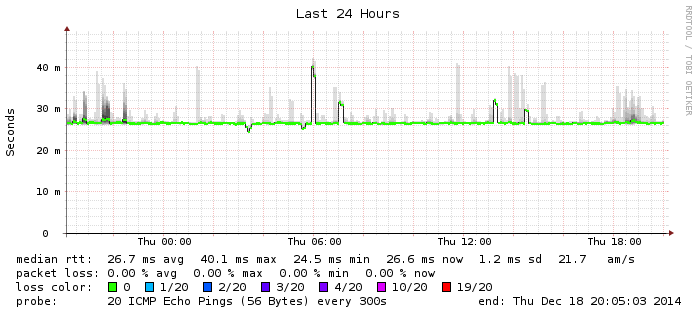 Last 24 Hours
RRDTOOL / TOBI OETIKER
Seconds
40 m
30 m
20 m
10 m
0
Thu 00:00 Thu 06:00 Thu 12:00 Thu 18:00
median rtt: 26.7 ms avg 40.1 ms max 24.5 ms min 26.6 ms now 1.2 ms sd 21.7 am/s
packet loss: 0.00 % avg 0.00 % max 0.00 % min 0.00 % now
loss color: 0 1/20 2/20 3/20 4/20 10/20 19/20
probe: 20 ICMP Echo Pings (56 Bytes) every 300s end: Thu Dec 18 20:05:03 2014